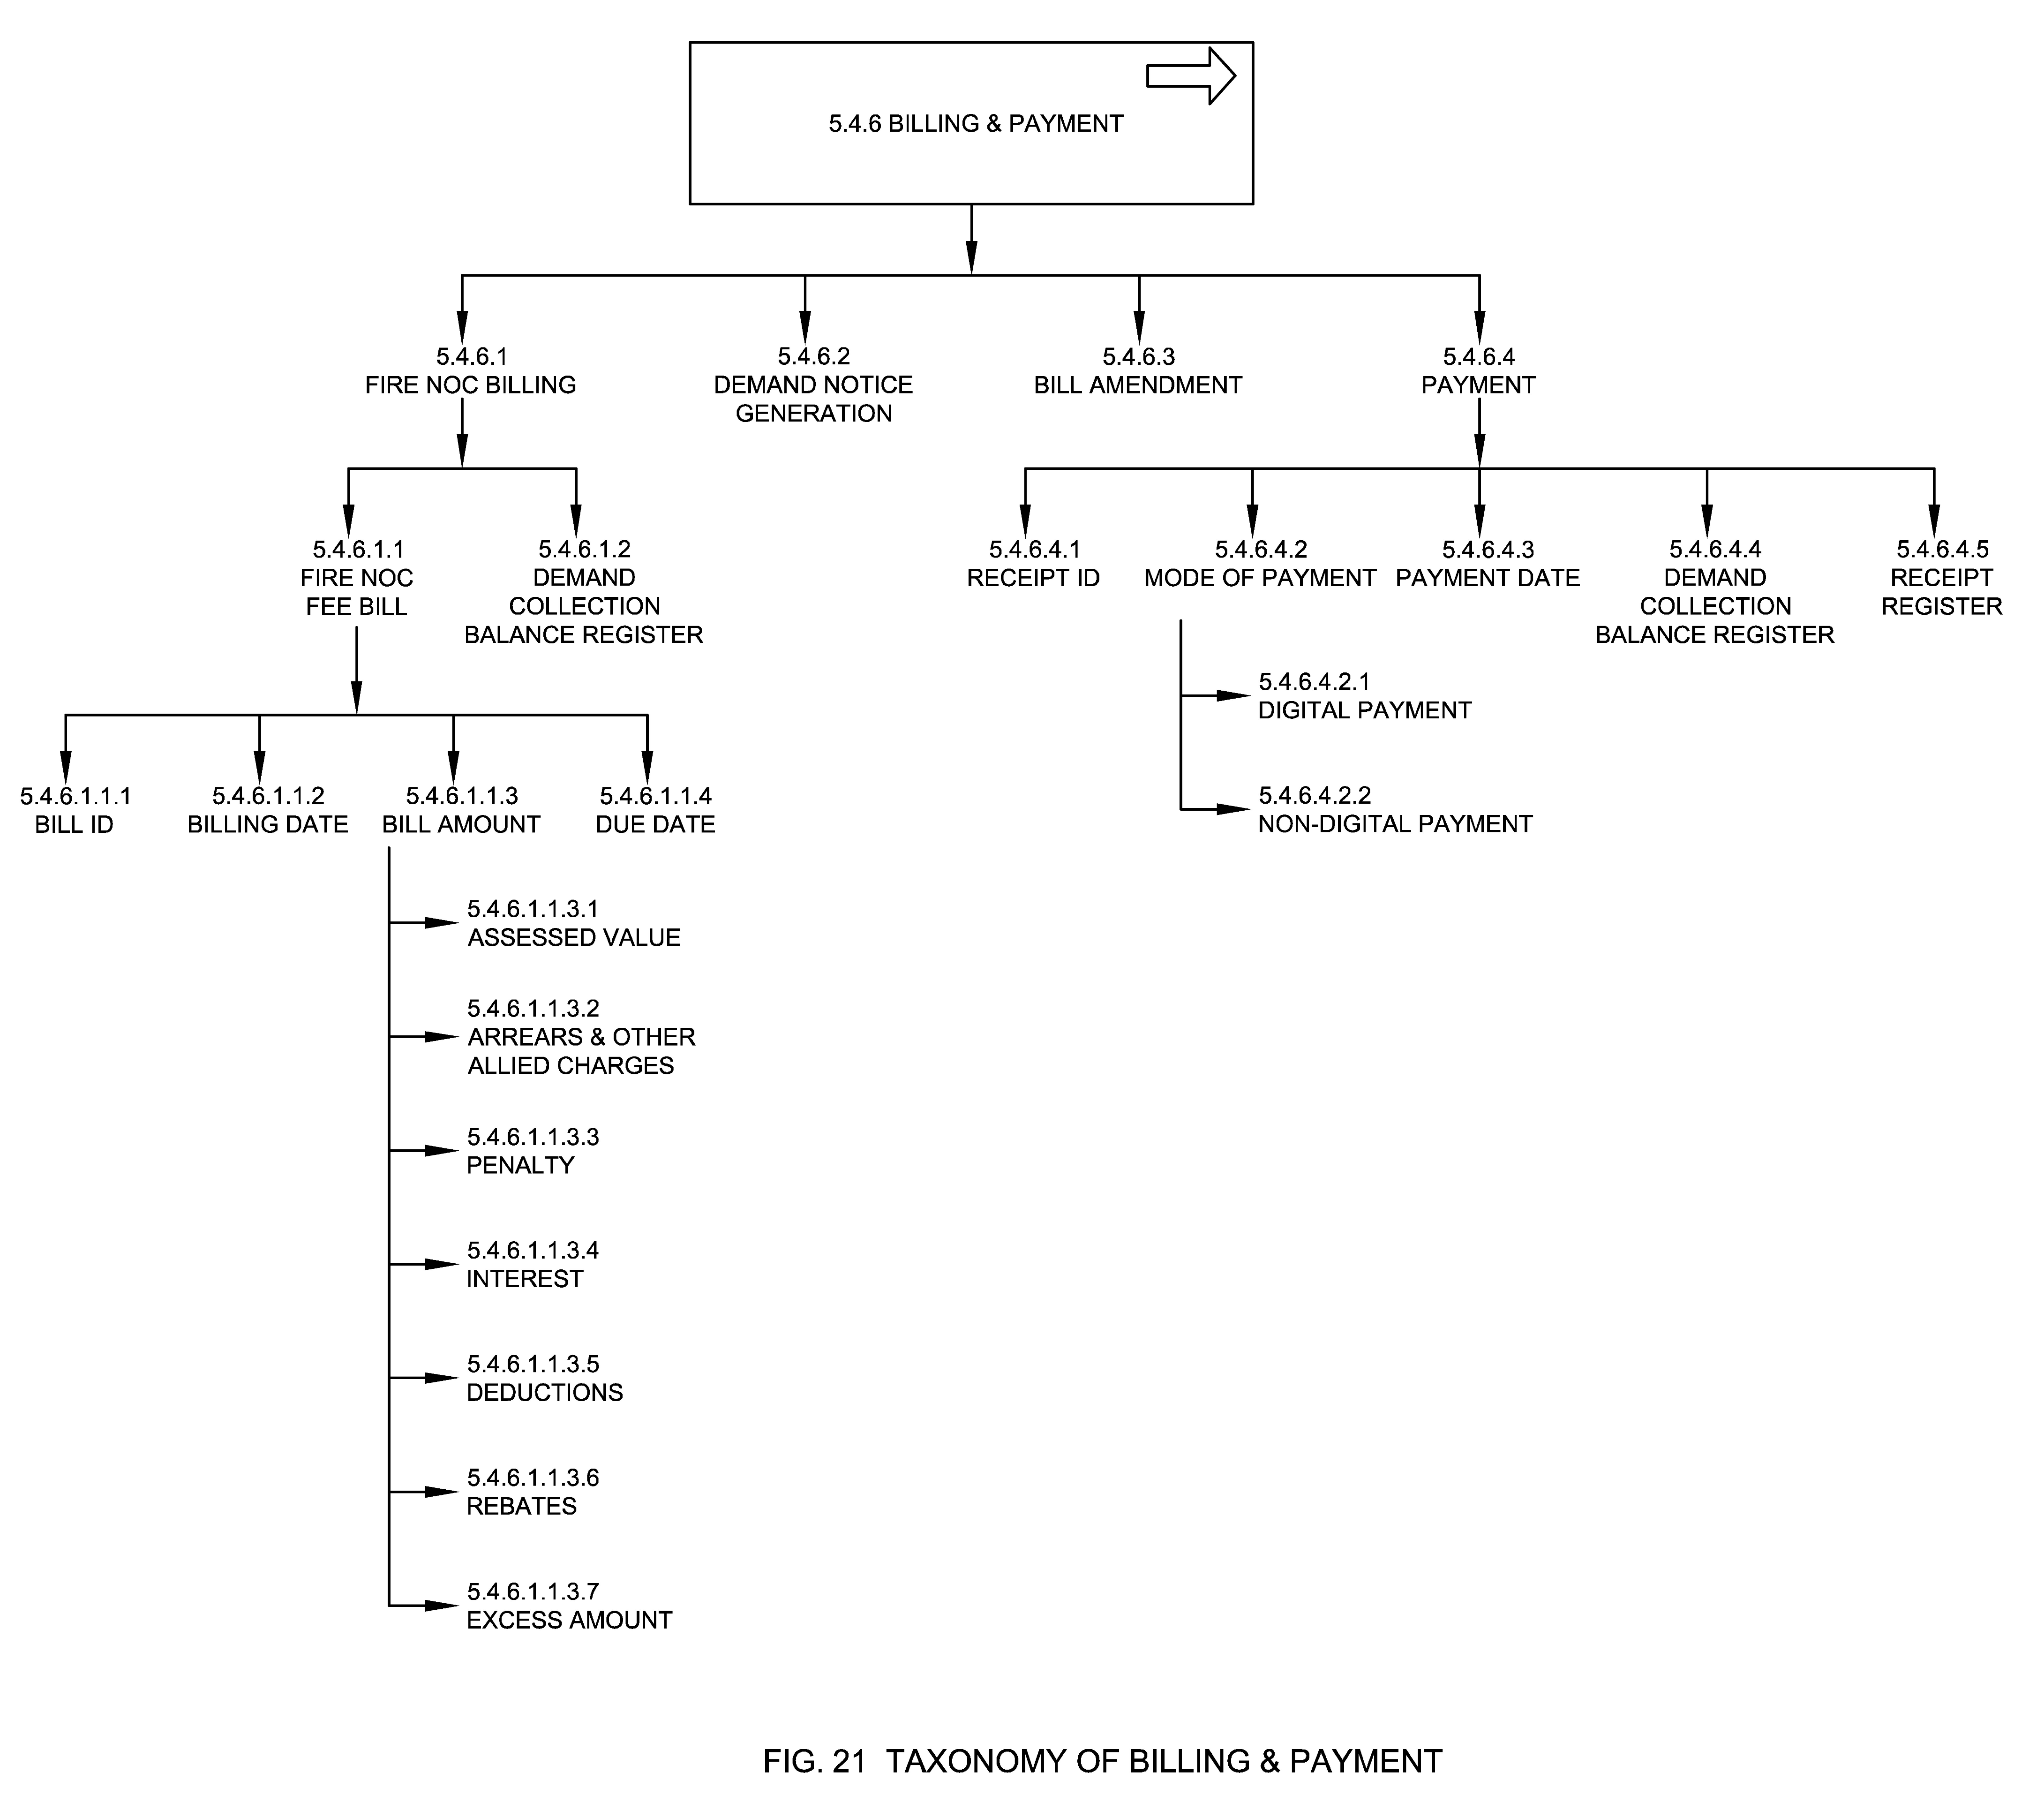 5.4.6 BILLING & PAYMENT
5.4.6.1
FIRE NOC BILLING
5.4.6.2
DEMAND NOTICE
GENERATION
5.4.6.3
BILL AMENDMENT
5.4.6.4
PAYMENT
5.4.6.1.1
FIRE NOC
FEE BILL
5.4.6.1.2
DEMAND
COLLECTION
BALANCE REGISTER
5.4.6.4.1
RECEIPT ID
5.4.6.4.2
MODE OF PAYMENT
5.4.6.4.3
PAYMENT DATE
5.4.6.4.4
DEMAND
COLLECTION
BALANCE REGISTER
5.4.6.4.5
RECEIPT
REGISTER
5.4.6.4.2.1
DIGITAL PAYMENT
5.4.6.4.2.2
NON-DIGITAL PAYMENT
5.4.6.1.1.1
BILL ID
5.4.6.1.1.2
BILLING DATE
5.4.6.1.1.3
BILL AMOUNT
5.4.6.1.1.4
DUE DATE
5.4.6.1.1.3.1
ASSESSED VALUE
5.4.6.1.1.3.2
ARREARS & OTHER
ALLIED CHARGES
5.4.6.1.1.3.3
PENALTY
5.4.6.1.1.3.4
INTEREST
5.4.6.1.1.3.5
DEDUCTIONS
5.4.6.1.1.3.6
REBATES
5.4.6.1.1.3.7
EXCESS AMOUNT
FIG. 21 TAXONOMY OF BILLING & PAYMENT